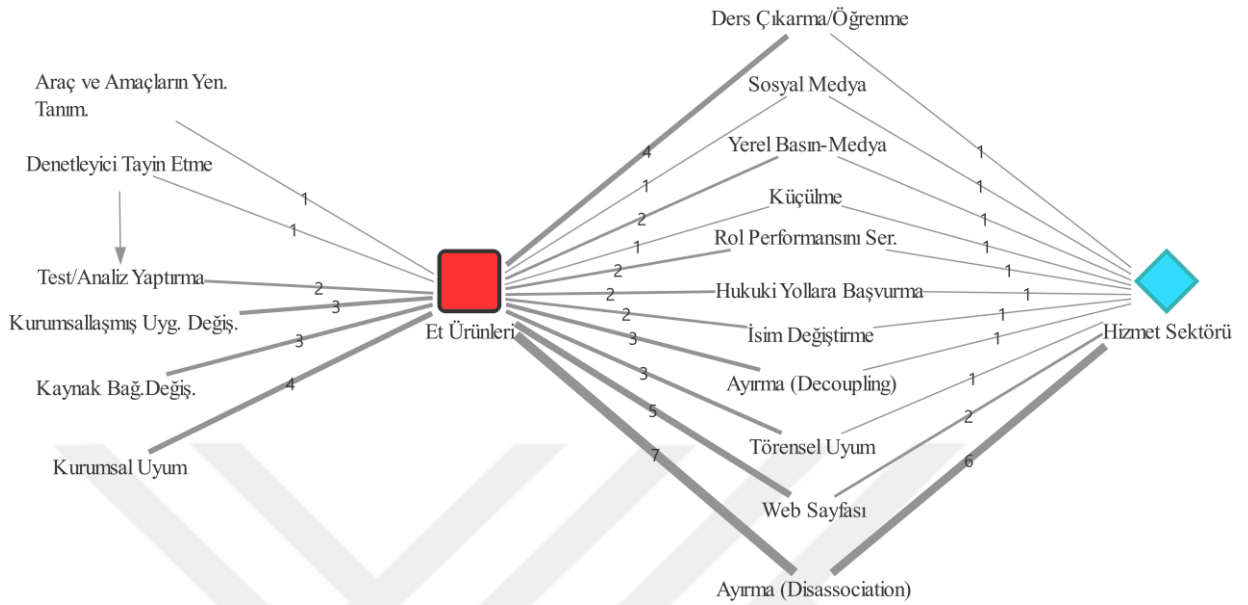 Ders Çıkarma/Öğrenme
Araç ve Amaçların Yen.
Tanım.
Sosyal Medya
Yerel Basın-Medya
Denetleyici Tayin Etme
Küçülme
Rol Performansını Ser.
Test/Analiz Yaptırma
Hukuki Yollara Başvurma
Kurumsallaşmış Uyg. Değiş.
Et Ürünleri
İsim Değiştirme
Hizmet Sektörü
Kaynak Bağ.Değiş.
Ayırma (Decoupling)
Törensel Uyum
Kurumsal Uyum
Web Sayfası
Ayırma (Disassociation)
1
1
2
3
3
4
4
1
2
1
2
2
2
3
3
5
7
1
1
1
1
1
1
1
1
1
2
6